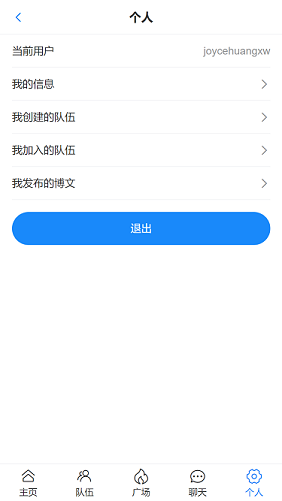 个人
当前用户 joycehuangxw
我的信息
我创建的队伍
我加入的队伍
我发布的博文
退出
主页 队伍 广场 聊天 个人